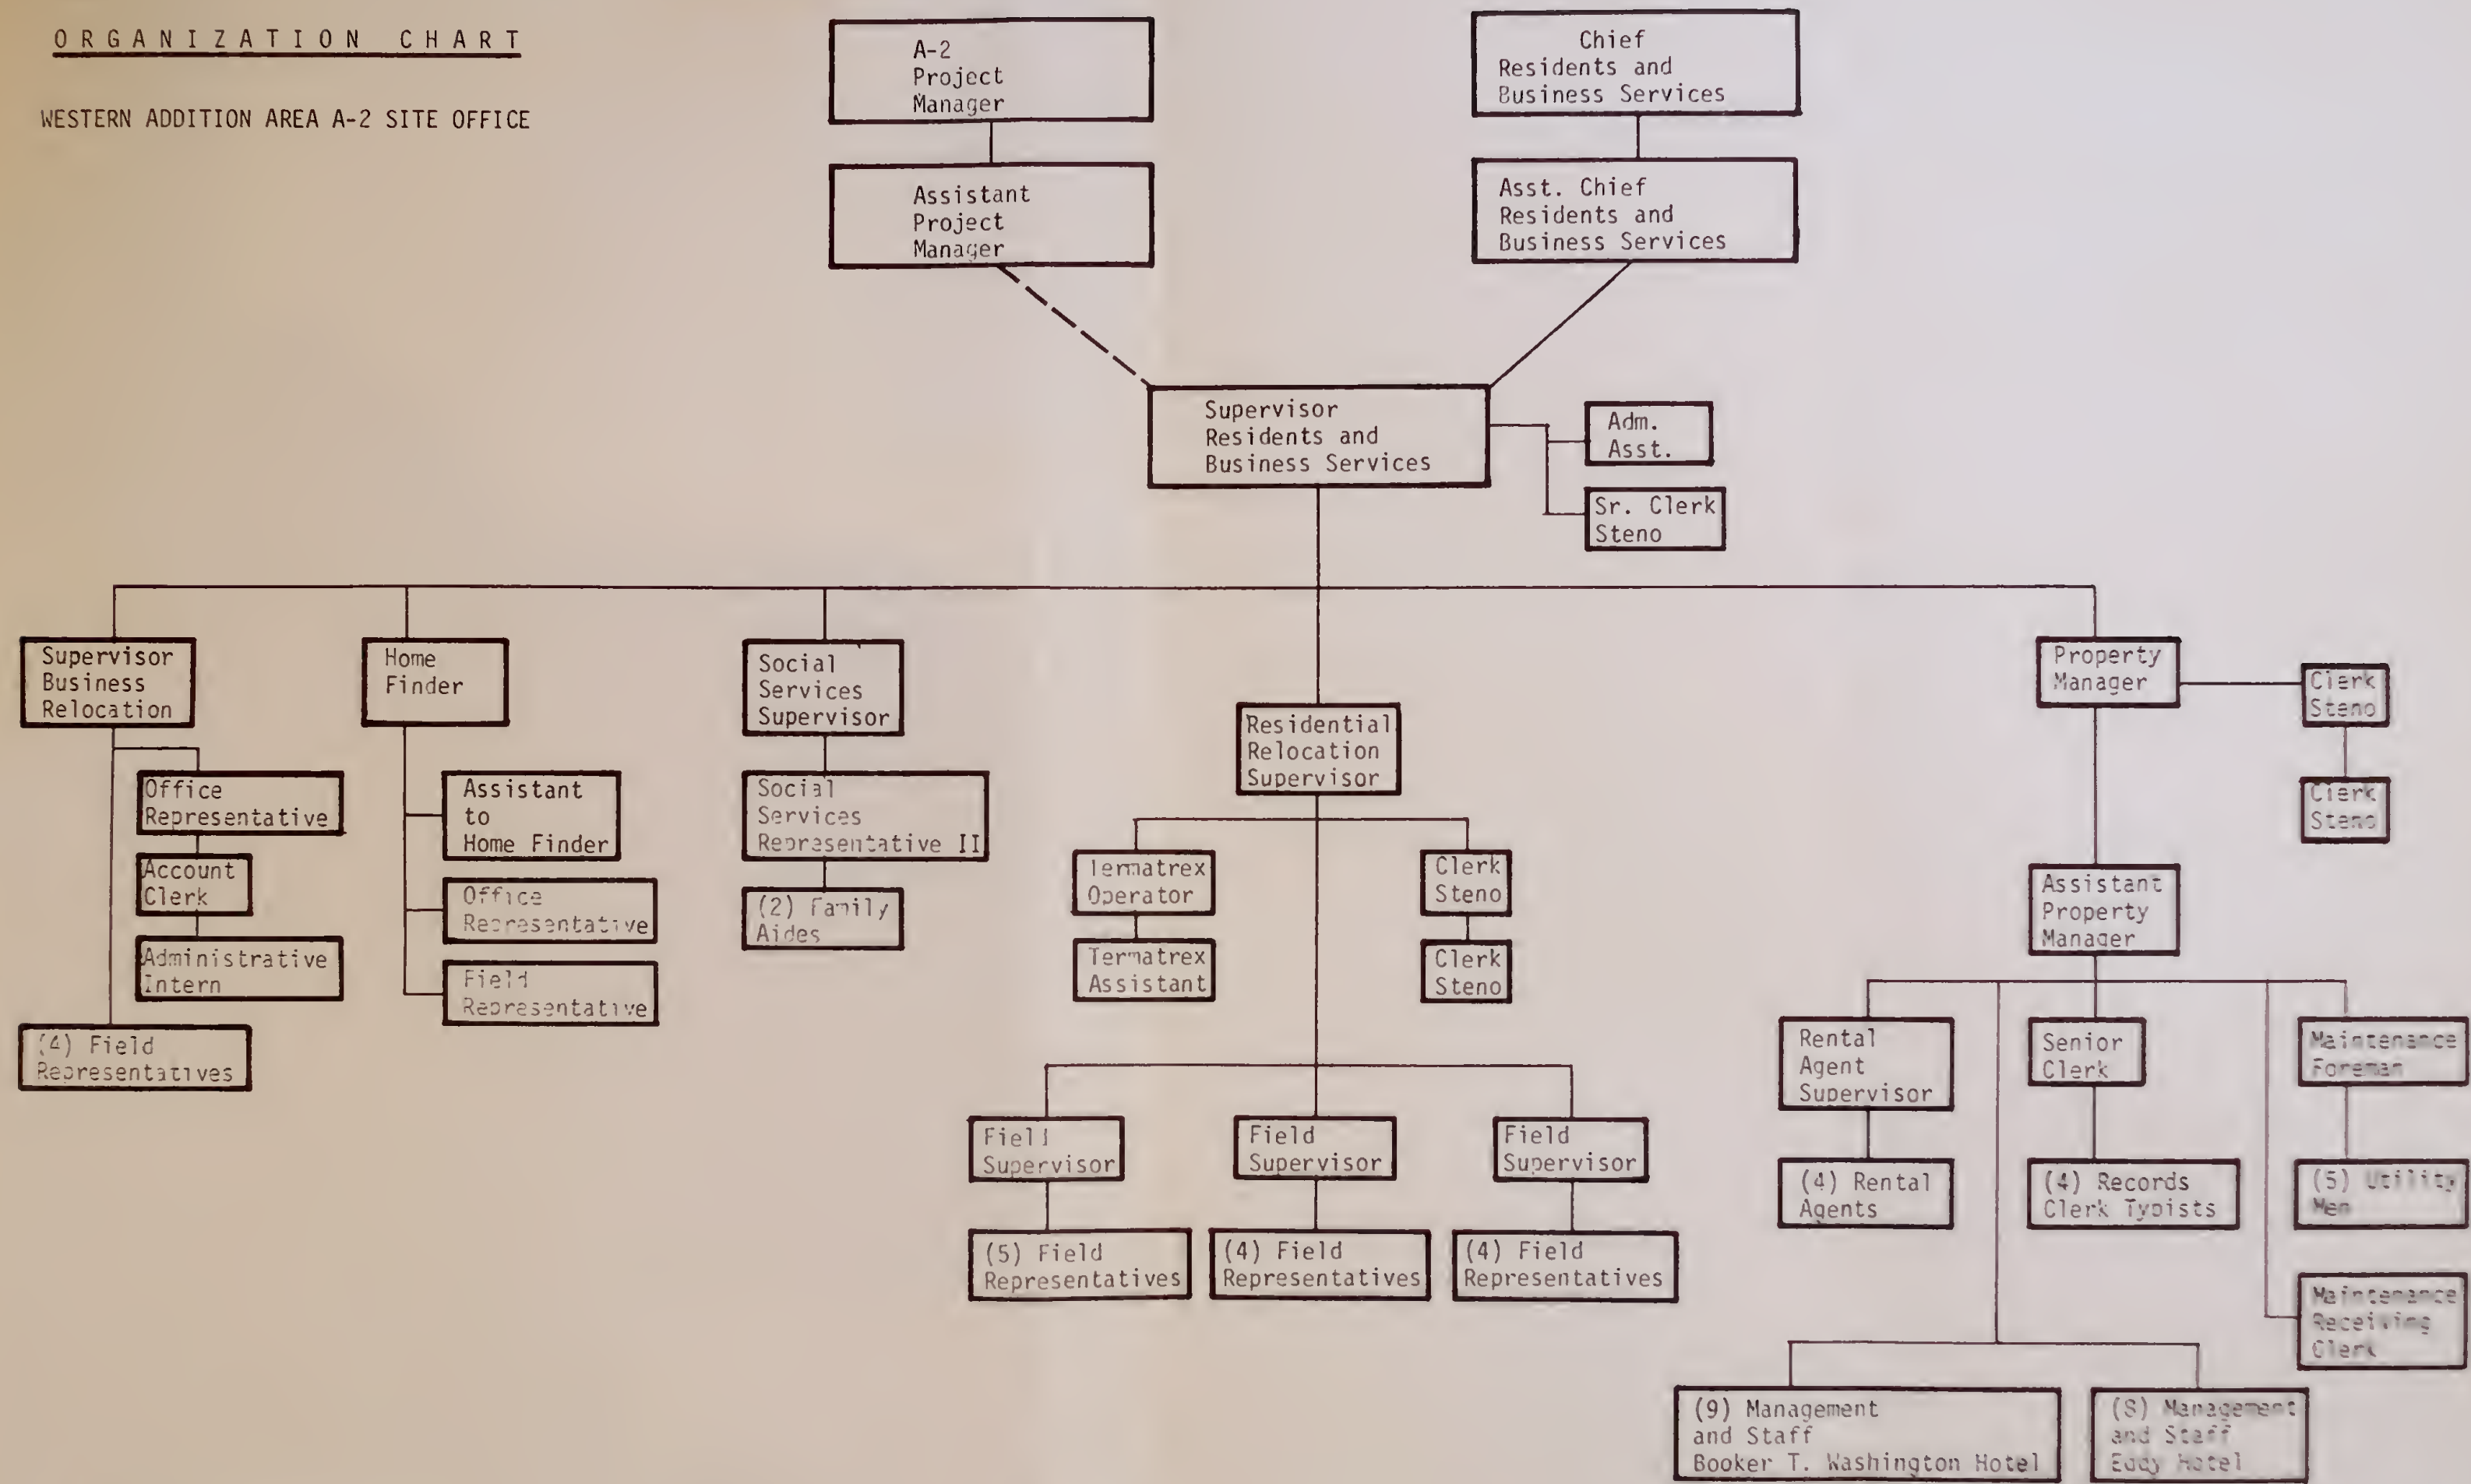 ORGANIZATION CHART
WESTERN ADDITION AREA A-2 SITE OFFICE
A-2
Project
Manager
Chief
Residents and
Business Services
Assistant
Project
Manager
Asst. Chief
Residents and
Business Services
Supervisor
Residents and
Business Services
Adm.
Asst.
Sr. Clerk
Steno
Supervisor
Business
Relocation
Home
Finder
Social
Services
Supervisor
Residential
Relocation
Supervisor
Property
Manager
Clerk
Steno
Clerk
Steno
Office
Representative
Account
Clerk
Administrative
Intern
(4) Field
Representatives
Assistant
to
Home Finder
Office
Representative
Field
Representative
Social
Services
Representative II
(2) Family
Aides
Termatrex
Operator
Termatrex
Assistant
Clerk
Steno
Clerk
Steno
Field
Supervisor
Field
Supervisor
Field
Supervisor
(5) Field
Representatives
(4) Field
Representatives
(4) Field
Representatives
Assistant
Property
Manager
Rental
Agent
Supervisor
Senior
Clerk
Maintenance
Foreman
(4) Rental
Agents
(4) Records
Clerk Typists
(5) Utility
Men
Maintenance
Receiving
Clerk
(9) Management
and Staff
Booker T. Washington Hotel
(8) Management
and Staff
Eddy Hotel